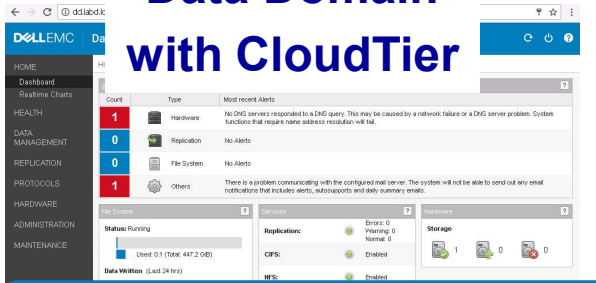 Data Domain
with CloudTier
dd.labd.lo
DELLEMC Da
HOME
Dashboard
Realtime Charts
HEALTH
DATA
MANAGEMENT
REPLICATION
PROTOCOLS
HARDWARE
ADMINISTRATION
MAINTENANCE
Count Type Most recent Alerts
1 Hardware No DNS servers responded to a DNS query. This may be caused by a network failure or a DNS server problem. System
functions that require name address resolution will fail.
0 Replication No Alerts
0 File System No Alerts
1 Others There is a problem communicating with the configured mail server. The system will not be able to send out any email
notifications that includes alerts, autosupports and daily summary emails.
File System ?
Status: Running
Used: 0.1 (Total: 447.2 GiB)
Data Written (Last 24 hrs)
Services ?
Replication: Errors: 0
Warning: 0
Normal: 0
CIFS: Enabled
NFS: Enabled
Hardware ?
Storage
1 0 0